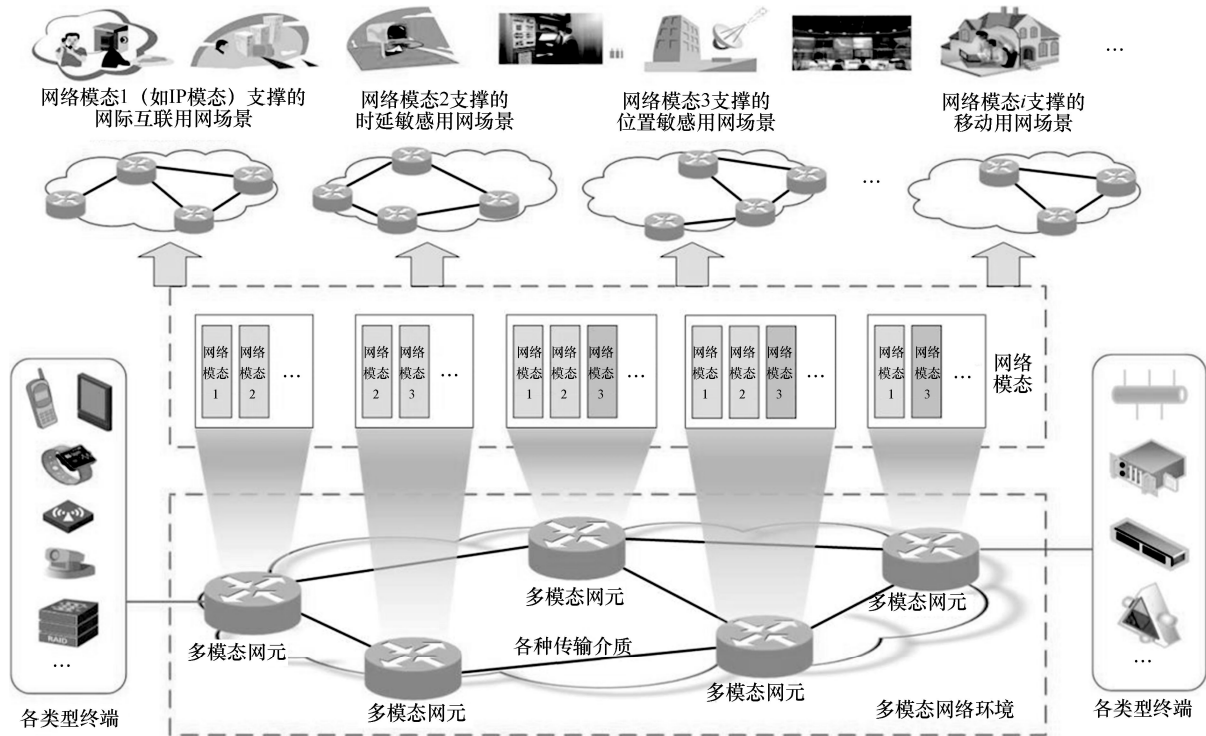 …
网络模态1（如IP模态）支撑的
网际互联用网场景
网络模态2支撑的
时延敏感用网场景
网络模态3支撑的
位置敏感用网场景
网络模态i支撑的
移动用网场景
…
网络
模态
1
网络
模态
2
…
网络
模态
2
网络
模态
3
…
网络
模态
1
网络
模态
2
网络
模态
3
…
网络
模态
1
网络
模态
2
网络
模态
3
…
网络
模态
1
网络
模态
3
…
网络
模态
RAID
…
各类型终端
多模态网元
多模态网元
多模态网元
多模态网元
多模态网元
各种传输介质
多模态网络环境
…
各类型终端